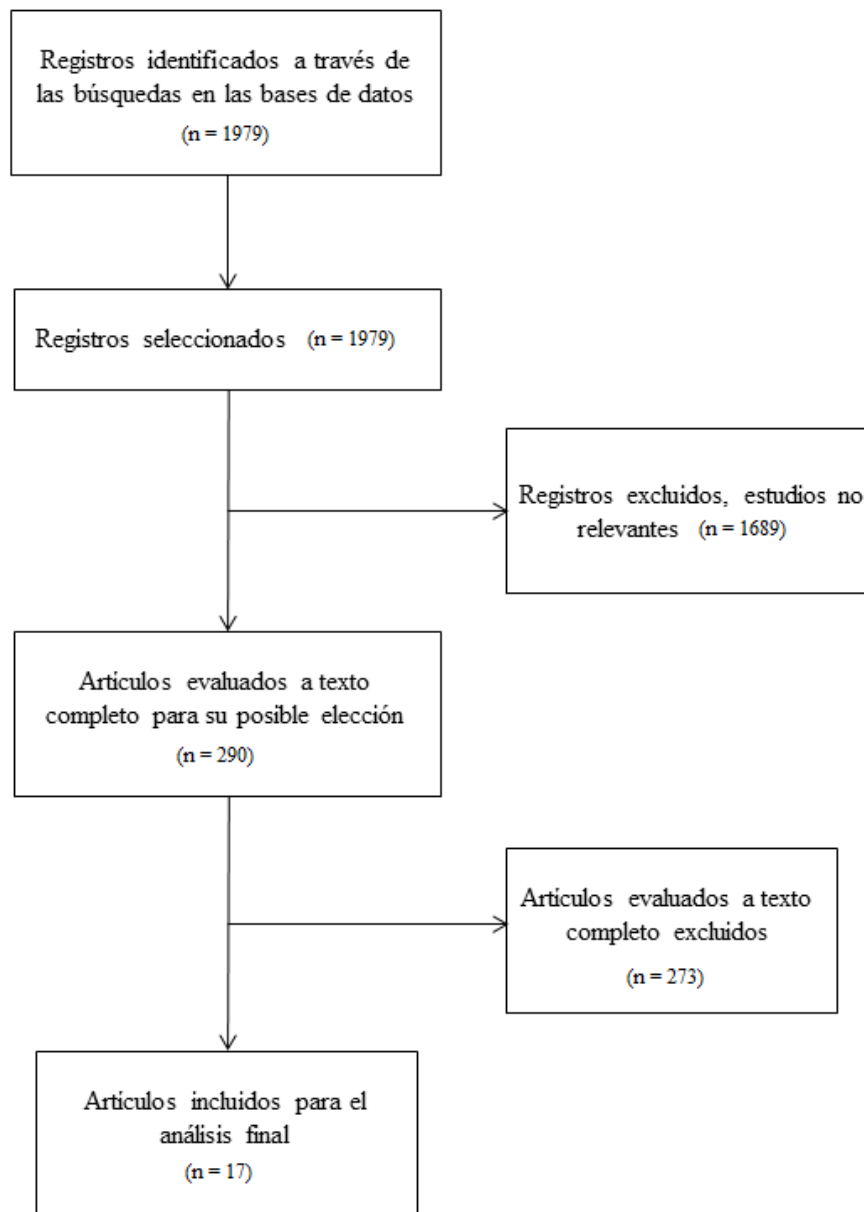 Registros identificados a través de
las búsquedas en las bases de datos
(n = 1979)
Registros seleccionados (n = 1979)
Registros excluidos, estudios no
relevantes (n = 1689)
Artículos evaluados a texto
completo para su posible elección
(n = 290)
Artículos evaluados a texto
completo excluidos
(n = 273)
Artículos incluidos para el
análisis final
(n = 17)